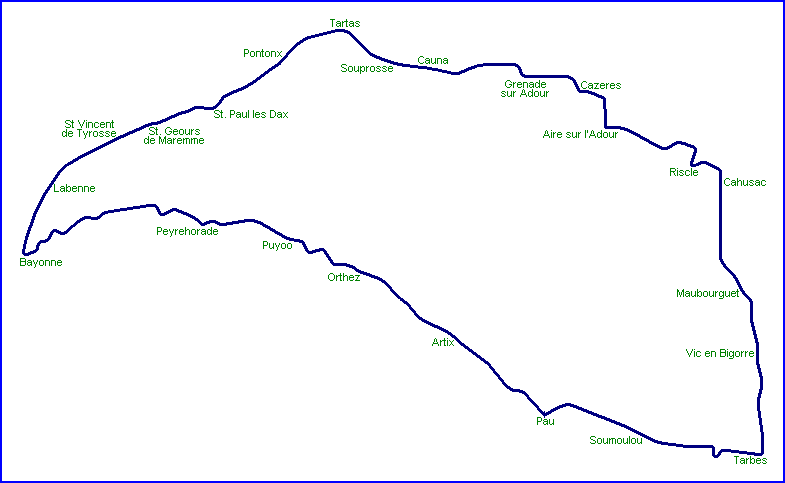 Tartas
Pontonx
Cauna
Souprosse
Grenade
sur Adour
Cazeres
St. Paul les Dax
St Vincent
de Tyrosse
St. Geours
de Maremme
Aire sur l'Adour
Riscle
Cahusac
Labenne
Peyrehorade
Puyoo
Bayonne
Orthez
Maubourguet
Artix
Vic en Bigorre
Pau
Soumoulou
Tarbes